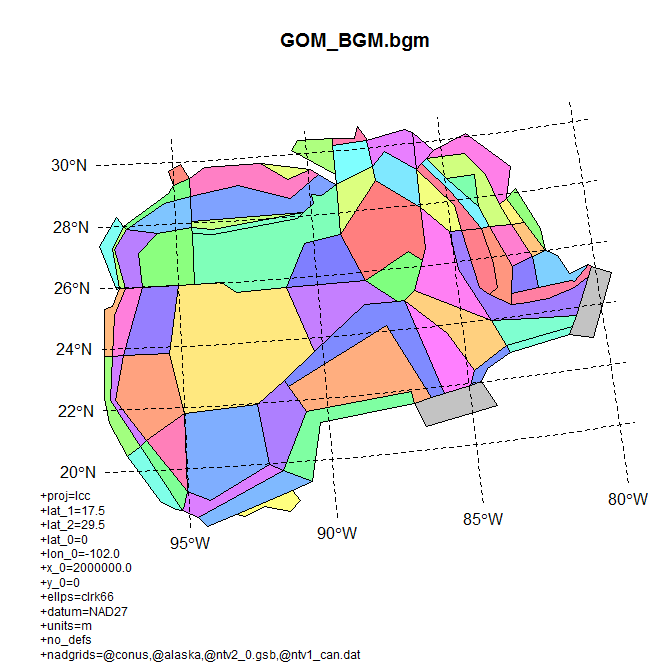 GOM_BGM.bgm
30°N
28°N
26°N
24°N
22°N
20°N
95°W
90°W
85°W
80°W
+proj=lcc
+lat_1=17.5
+lat_2=29.5
+lat_0=0
+lon_0=-102.0
+x_0=2000000.0
+y_0=0
+ellps=clrk66
+datum=NAD27
+units=m
+no_defs
+nadgrids=@conus,@alaska,@ntv2_0.gsb,@ntv1_can.dat